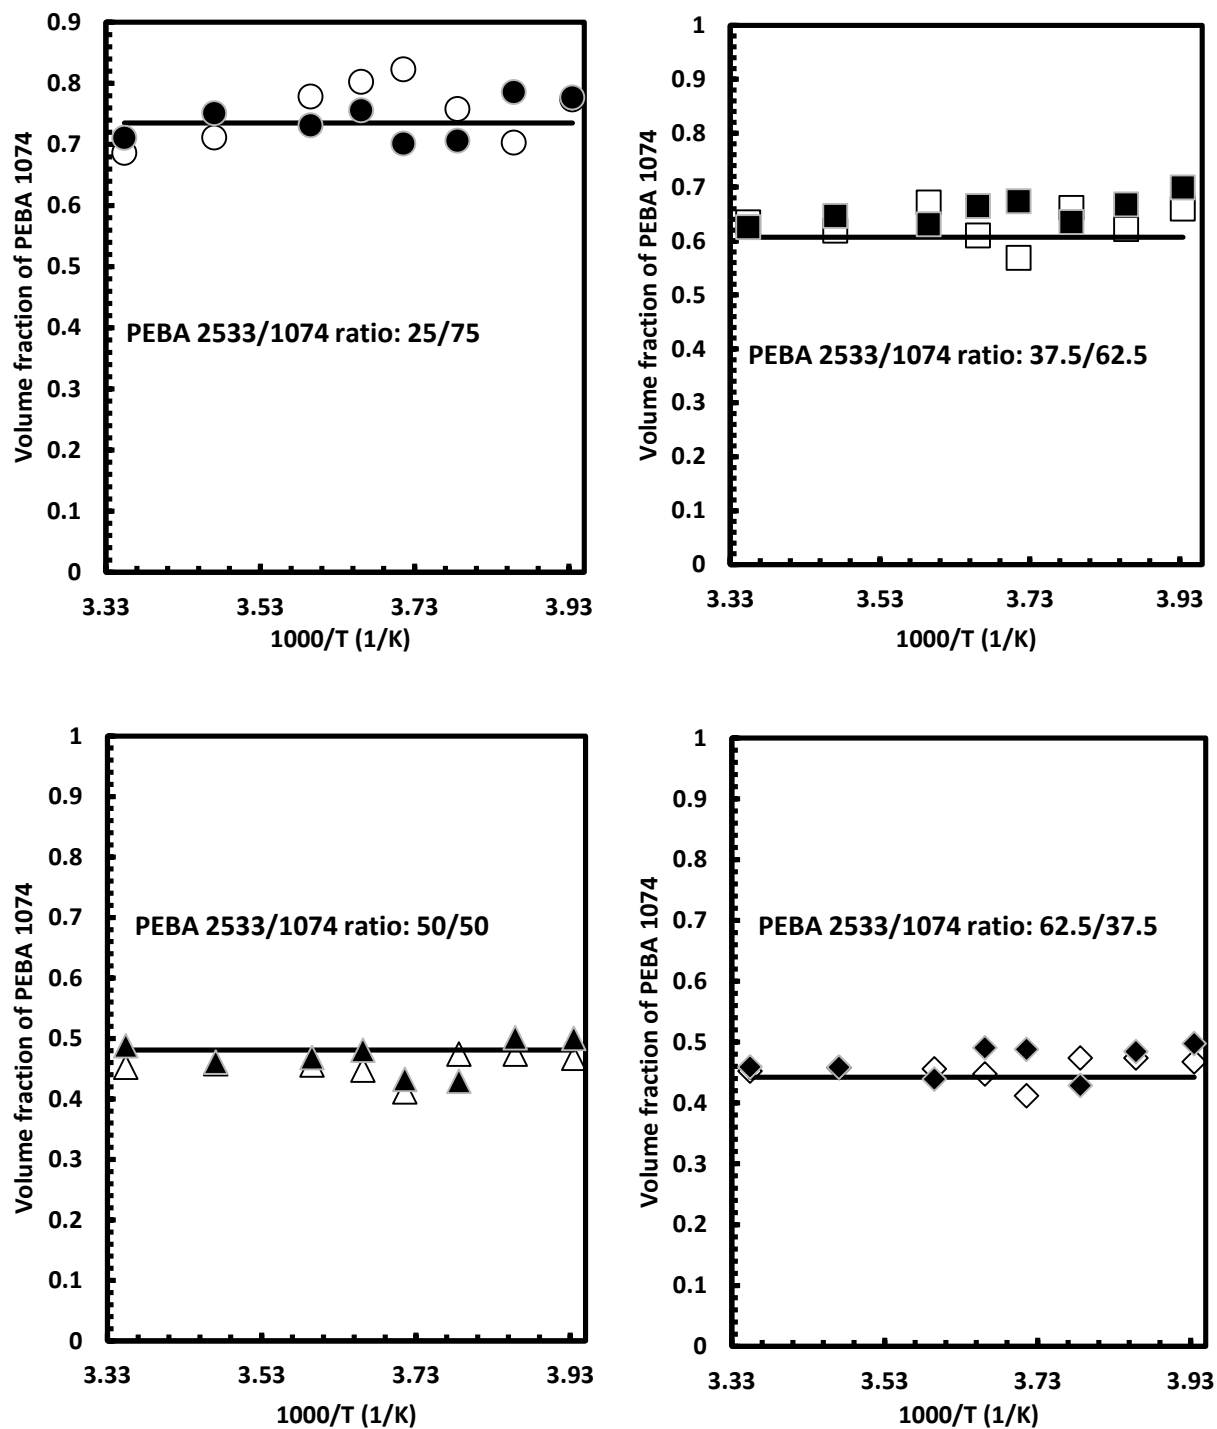 0.9
0.8
0.7
0.6
0.5
0.4
0.3
0.2
0.1
0
Volume fraction of PEBA 1074
PEBA 2533/1074 ratio: 25/75
3.33 3.53 3.73 3.93
1000/T (1/K)
1
0.9
0.8
0.7
0.6
0.5
0.4
0.3
0.2
0.1
0
Volume fraction of PEBA 1074
PEBA 2533/1074 ratio: 37.5/62.5
3.33 3.53 3.73 3.93
1000/T (1/K)
1
0.9
0.8
0.7
0.6
0.5
0.4
0.3
0.2
0.1
0
Volume fraction of PEBA 1074
PEBA 2533/1074 ratio: 50/50
3.33 3.53 3.73 3.93
1000/T (1/K)
1
0.9
0.8
0.7
0.6
0.5
0.4
0.3
0.2
0.1
0
Volume fraction of PEBA 1074
PEBA 2533/1074 ratio: 62.5/37.5
3.33 3.53 3.73 3.93
1000/T (1/K)